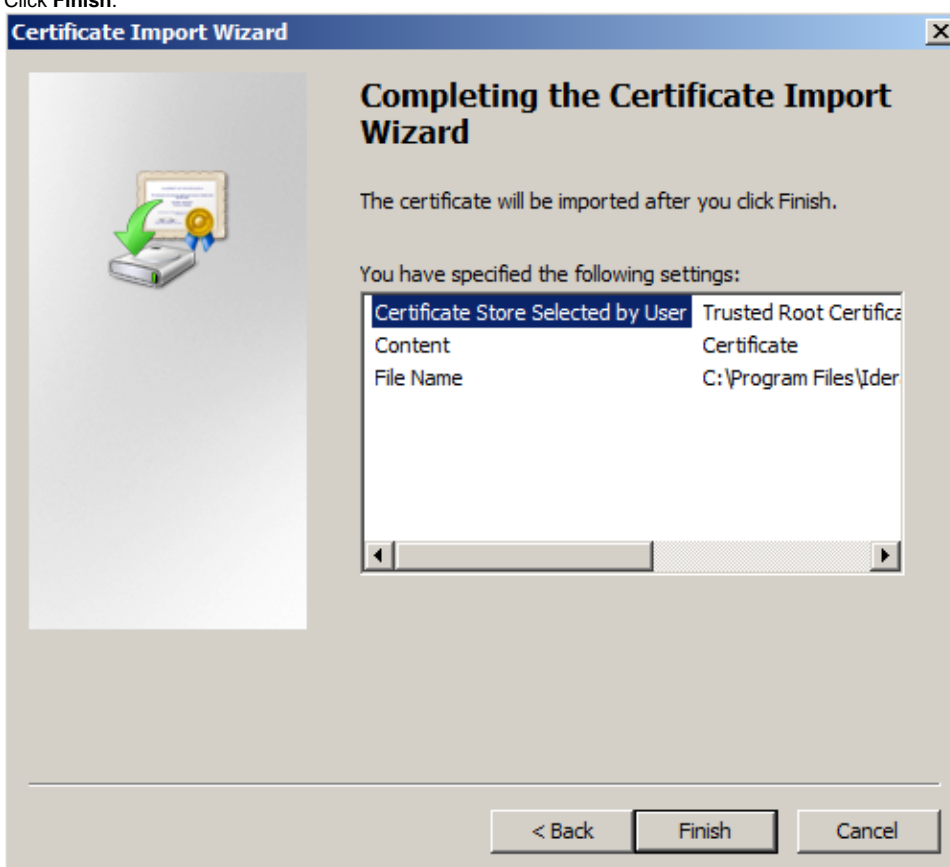 Click Finish.
Certificate Import Wizard
Completing the Certificate Import
Wizard
The certificate will be imported after you click Finish.
You have specified the following settings:
Certificate Store Selected by User Trusted Root Certifica
Content Certificate
File Name C:\Program Files\Ider
< Back Finish Cancel